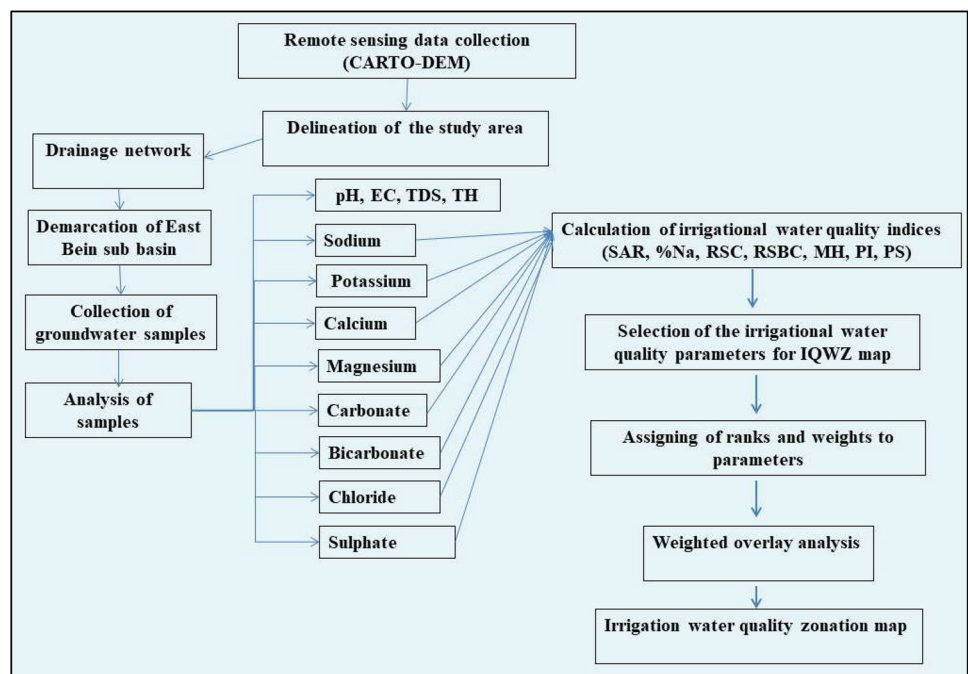 Remote sensing data collection
(CARTO-DEM)
Delineation of the study area
Drainage network
Demarcation of East
Bein sub basin
Collection of
groundwater samples
Analysis of
samples
pH, EC, TDS, TH
Sodium
Potassium
Calcium
Magnesium
Carbonate
Bicarbonate
Chloride
Sulphate
Calculation of irrigational water quality indices
(SAR, %Na, RSC, RSBC, MH, PI, PS)
Selection of the irrigational water
quality parameters for IQWZ map
Assigning of ranks and weights to
parameters
Weighted overlay analysis
Irrigation water quality zonation map